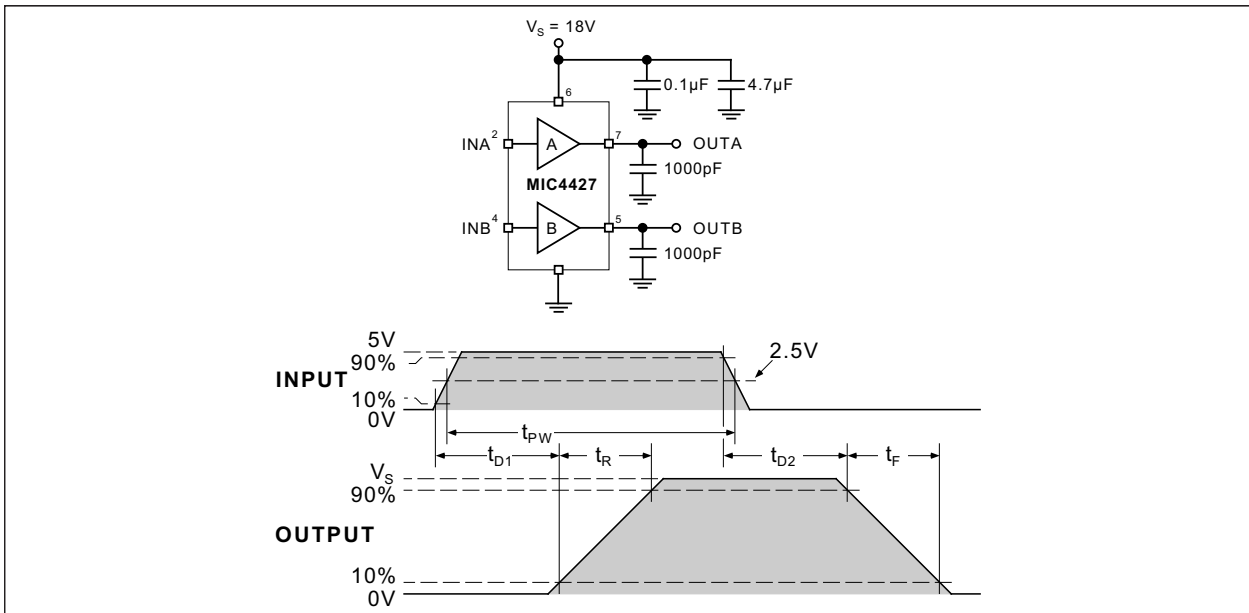 V_S = 18V
6
0.1µF
4.7µF
INA 2
A
7
OUTA
1000pF
MIC4427
INB 4
B
5
OUTB
1000pF
INPUT
5V
90%
2.5V
10%
0V
t_PW
t_D1
t_R
t_D2
t_F
OUTPUT
V_S
90%
10%
0V